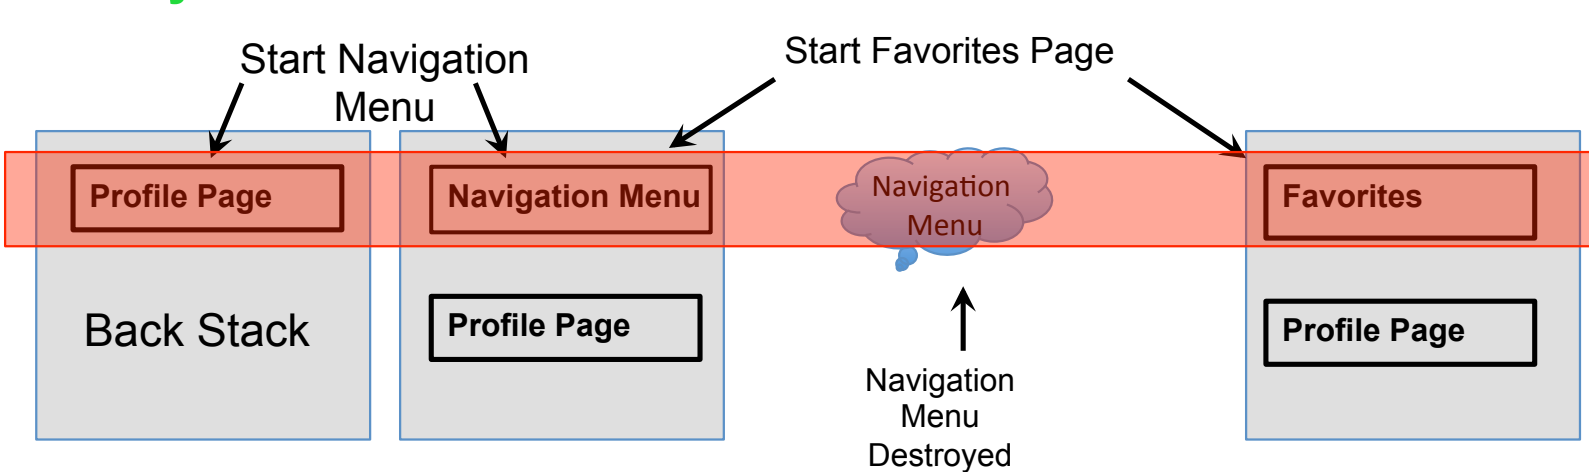 Start Navigation
Menu
Start Favorites Page
Profile Page
Navigation Menu
Navigation
Menu
Favorites
Back Stack
Profile Page
Profile Page
Navigation
Menu
Destroyed